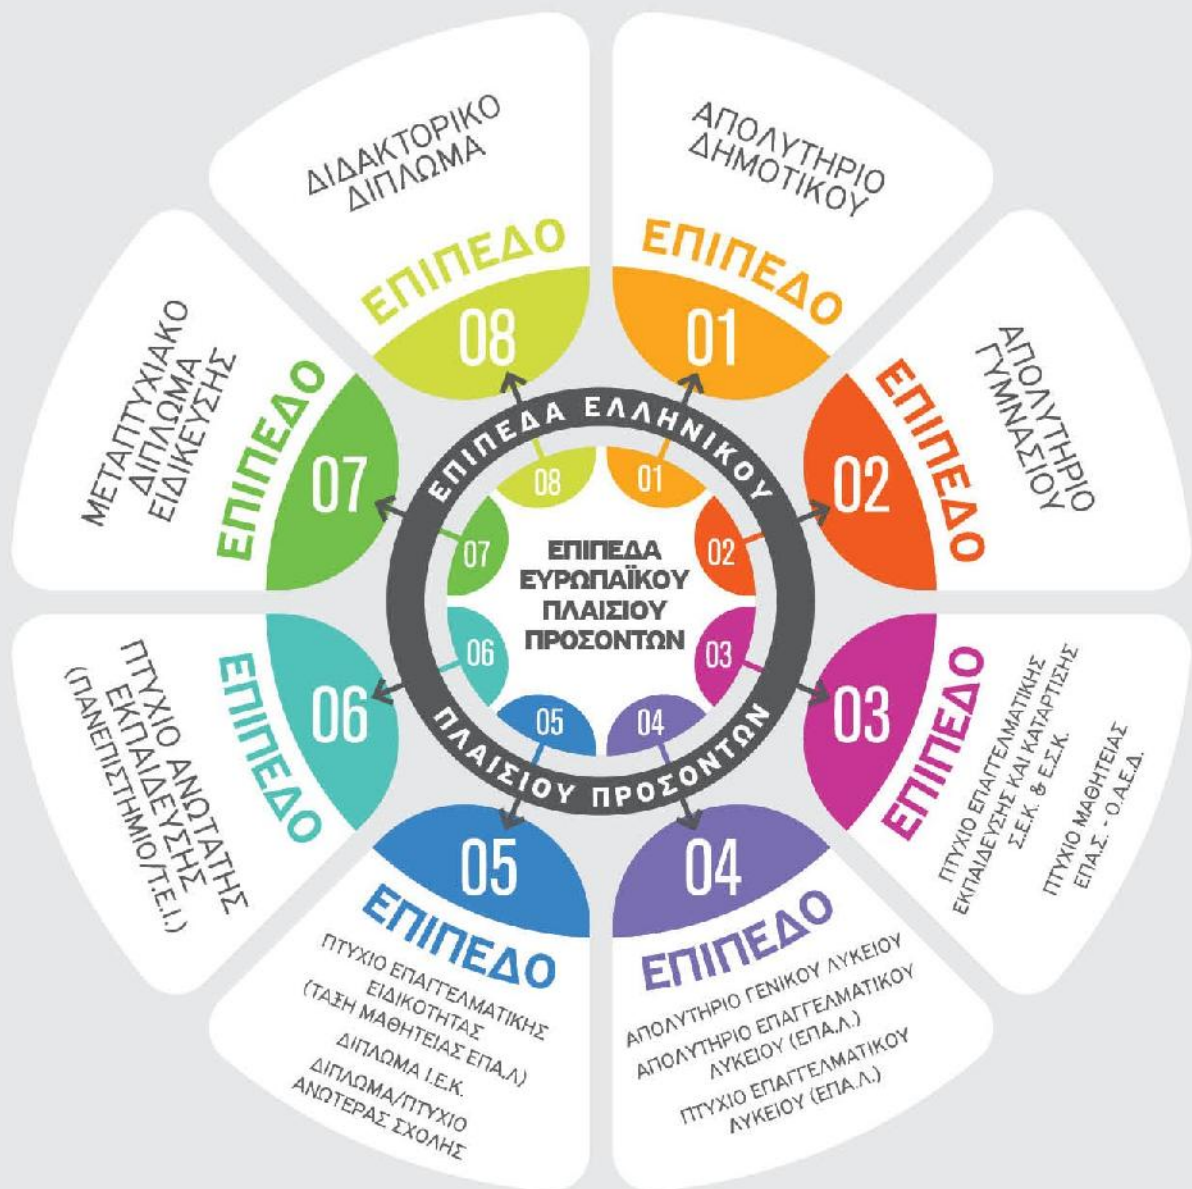 ΑΠΟΛΥΤΗΡΙΟ
ΔΗΜΟΤΙΚΟΥ
ΕΠΙΠΕΔΟ
01
ΑΠΟΛΥΤΗΡΙΟ
ΓΥΜΝΑΣΙΟΥ
ΕΠΙΠΕΔΟ
02
ΕΠΙΠΕΔΟ
03
ΠΤΥΧΙΟ ΕΠΑΓΓΕΛΜΑΤΙΚΗΣ
ΕΚΠΑΙΔΕΥΣΗΣ ΚΑΙ ΚΑΤΑΡΤΙΣΗΣ
Σ.Ε.Κ. & Ε.Σ.Κ.
ΠΤΥΧΙΟ ΜΑΘΗΤΕΙΑΣ
ΕΠΑ.Σ. - Ο.Α.Ε.Δ.
04
ΕΠΙΠΕΔΟ
ΑΠΟΛΥΤΗΡΙΟ ΓΕΝΙΚΟΥ ΛΥΚΕΙΟΥ
ΑΠΟΛΥΤΗΡΙΟ ΕΠΑΓΓΕΛΜΑΤΙΚΟΥ
ΛΥΚΕΙΟΥ (ΕΠΑ.Λ.)
ΠΤΥΧΙΟ ΕΠΑΓΓΕΛΜΑΤΙΚΟΥ
ΛΥΚΕΙΟΥ (ΕΠΑ.Λ.)
05
ΕΠΙΠΕΔΟ
ΠΤΥΧΙΟ ΕΠΑΓΓΕΛΜΑΤΙΚΗΣ
ΕΙΔΙΚΟΤΗΤΑΣ
(ΤΑΞΗ ΜΑΘΗΤΕΙΑΣ ΕΠΑ.Λ)
ΔΙΠΛΩΜΑ Ι.Ε.Κ.
ΔΙΠΛΩΜΑ/ΠΤΥΧΙΟ
ΑΝΩΤΕΡΑΣ ΣΧΟΛΗΣ
06
ΕΠΙΠΕΔΟ
ΠΤΥΧΙΟ ΑΝΩΤΑΤΗΣ
ΕΚΠΑΙΔΕΥΣΗΣ
(ΠΑΝΕΠΙΣΤΗΜΙΟ/Τ.Ε.Ι.)
ΜΕΤΑΠΤΥΧΙΑΚΟ
ΔΙΠΛΩΜΑ
ΕΙΔΙΚΕΥΣΗΣ
ΕΠΙΠΕΔΟ
07
ΔΙΔΑΚΤΟΡΙΚΟ
ΔΙΠΛΩΜΑ
ΕΠΙΠΕΔΟ
08
ΕΠΙΠΕΔΑ ΕΛΛΗΝΙΚΟΥ
ΠΛΑΙΣΙΟΥ ΠΡΟΣΟΝΤΩΝ
01
02
03
04
05
06
07
08
ΕΠΙΠΕΔΑ
ΕΥΡΩΠΑΪΚΟΥ
ΠΛΑΙΣΙΟΥ
ΠΡΟΣΟΝΤΩΝ